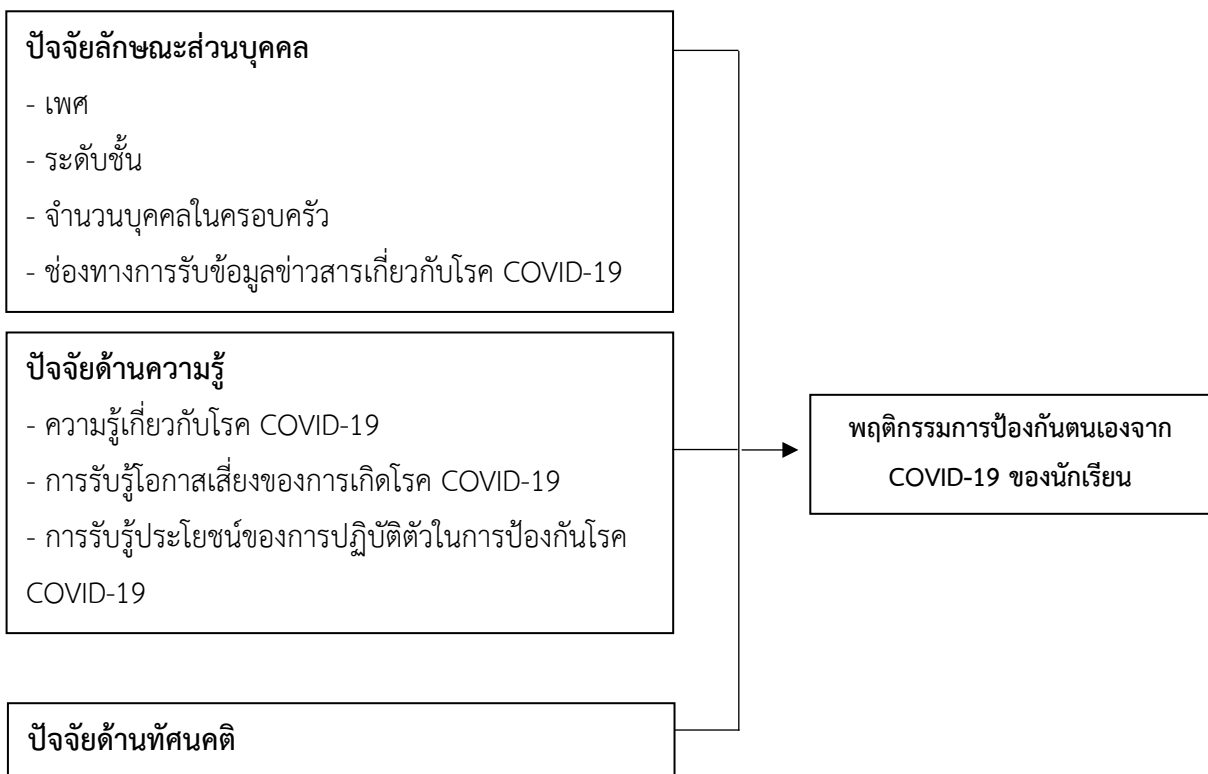 ปัจจัยลักษณะส่วนบุคคล
- เพศ
- ระดับชั้น
- จำนวนบุคคลในครอบครัว
- ช่องทางการรับข้อมูลข่าวสารเกี่ยวกับโรค COVID-19
ปัจจัยด้านความรู้
- ความรู้เกี่ยวกับโรค COVID-19
- การรับรู้โอกาสเสี่ยงของการเกิดโรค COVID-19
- การรับรู้ประโยชน์ของการปฏิบัติตัวในการป้องกันโรค
COVID-19
พฤติกรรมการป้องกันตนเองจาก
COVID-19 ของนักเรียน
ปัจจัยด้านทัศนคติ